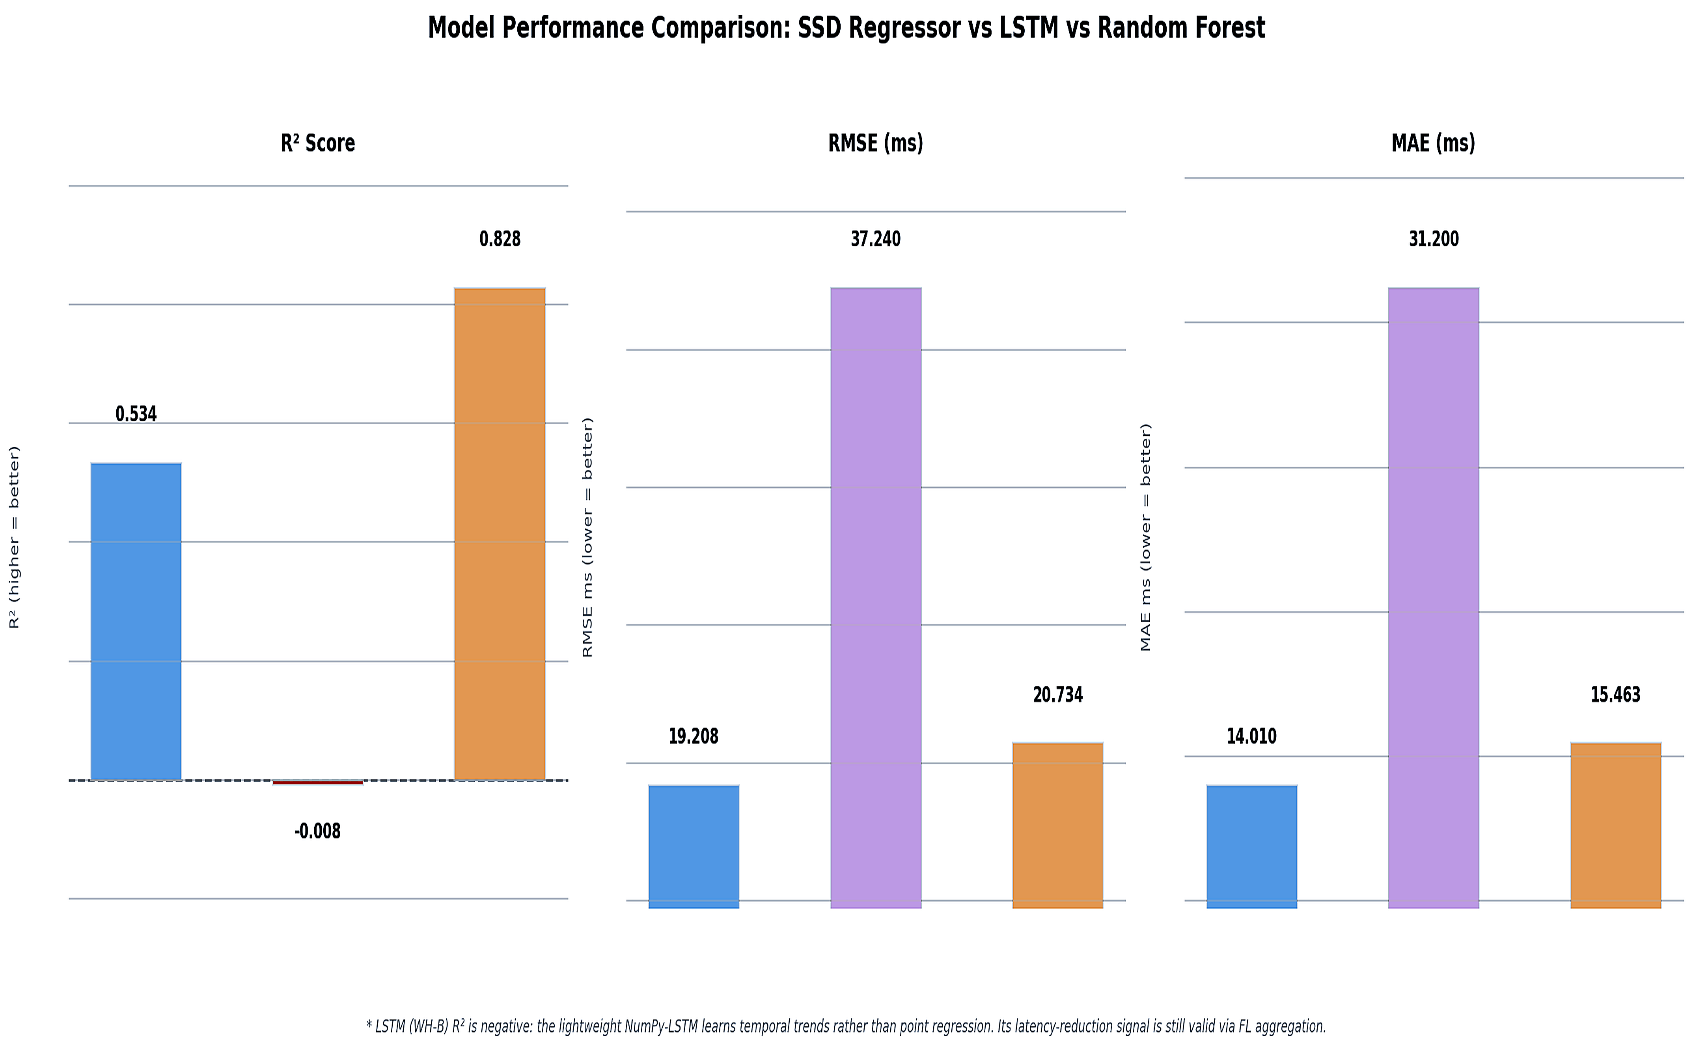 Model Performance Comparison: SSD Regressor vs LSTM vs Random Forest
R² Score
RMSE (ms)
MAE (ms)
R² (higher = better)
0.534
-0.008
0.828
RMSE ms (lower = better)
19.208
37.240
20.734
MAE ms (lower = better)
14.010
31.200
15.463
* LSTM (WH-B) R² is negative: the lightweight NumPy-LSTM learns temporal trends rather than point regression. Its latency-reduction signal is still valid via FL aggregation.